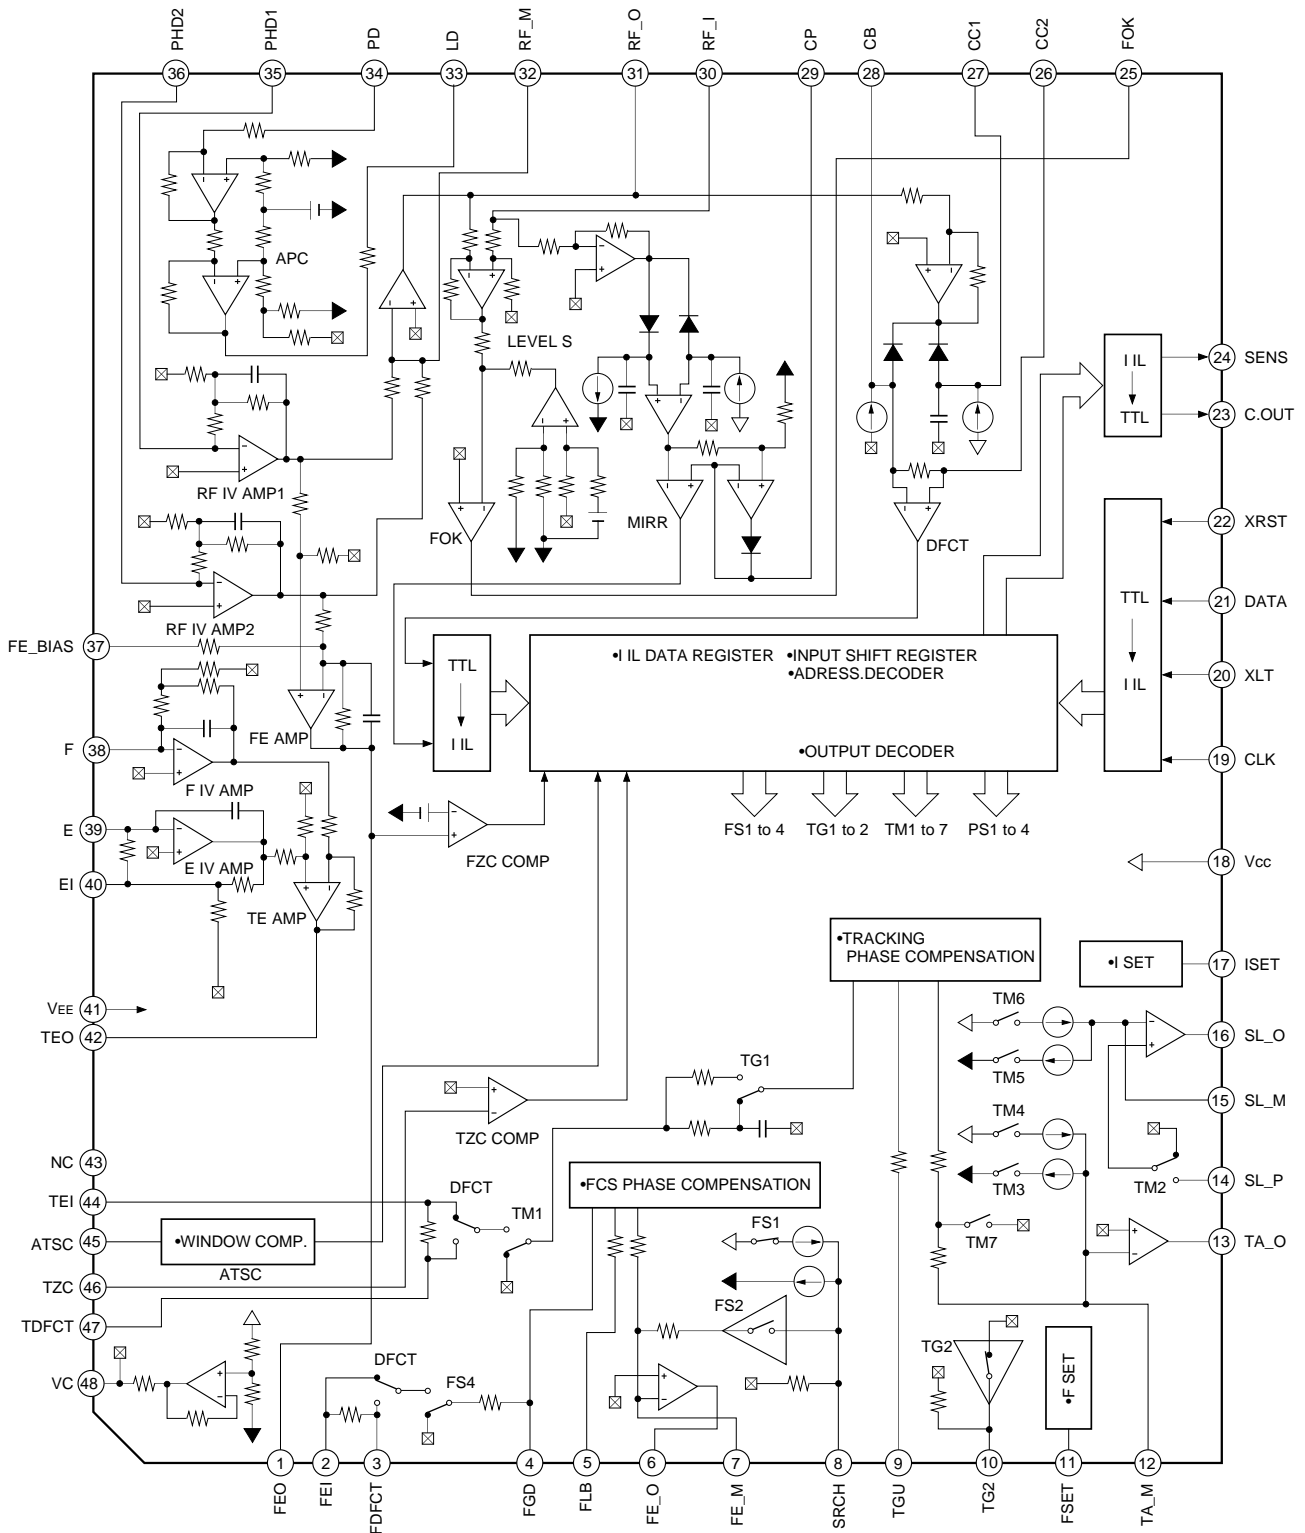 PHD2
PHD1
PD
LD
RF_M
RF_O
RF_I
CP
CB
CC1
CC2
FOK
36
35
34
33
32
31
30
29
28
27
26
25
APC
LEVEL S
RF IV AMP1
FOK
MIRR
DFCT
RF IV AMP2
I IL
TTL
24 SENS
23 C.OUT
22 XRST
TTL
I IL
21 DATA
20 XLT
19 CLK
FE_BIAS 37
TTL
I IL
•I IL DATA REGISTER •INPUT SHIFT REGISTER
•ADRESS.DECODER
•OUTPUT DECODER
FE AMP
F 38
F IV AMP
E 39
E IV AMP
EI 40
TE AMP
FZC COMP
FS1 to 4
TG1 to 2
TM1 to 7
PS1 to 4
18 Vcc
•TRACKING
PHASE COMPENSATION
•I SET
17 ISET
VEE 41
TEO 42
TM6
TM5
16 SL_O
15 SL_M
TG1
TZC COMP
TM4
TM3
TM2
14 SL_P
NC 43
TEI 44
ATSC 45
•WINDOW COMP.
ATSC
TZC 46
TDFCT 47
VC 48
DFCT
TM1
•FCS PHASE COMPENSATION
FS1
FS2
TM7
13 TA_O
DFCT
FS4
TG2
•F SET
1
2
3
4
5
6
7
8
9
10
11
12
FEO
FEI
FDFCT
FGD
FLB
FE_O
FE_M
SRCH
TGU
TG2
FSET
TA_M